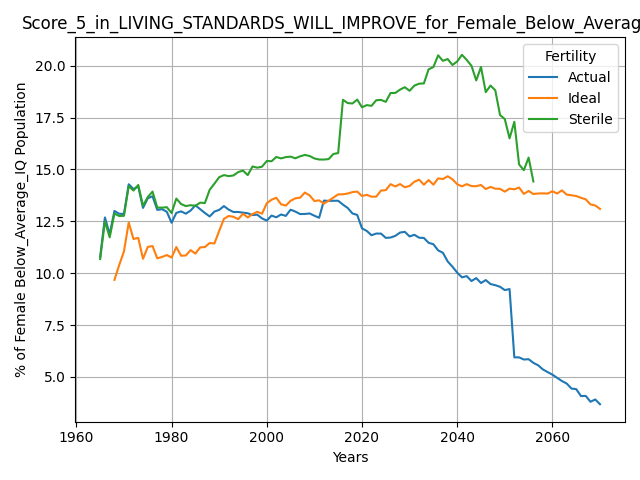 Score_5_in_LIVING_STANDARDS_WILL_IMPROVE_for_Female_Below_Averag
% of Female Below_Average_IQ Population
20.0
17.5
15.0
12.5
10.0
7.5
5.0
Fertility
Actual
Ideal
Sterile
1960 1980 2000 2020 2040 2060
Years